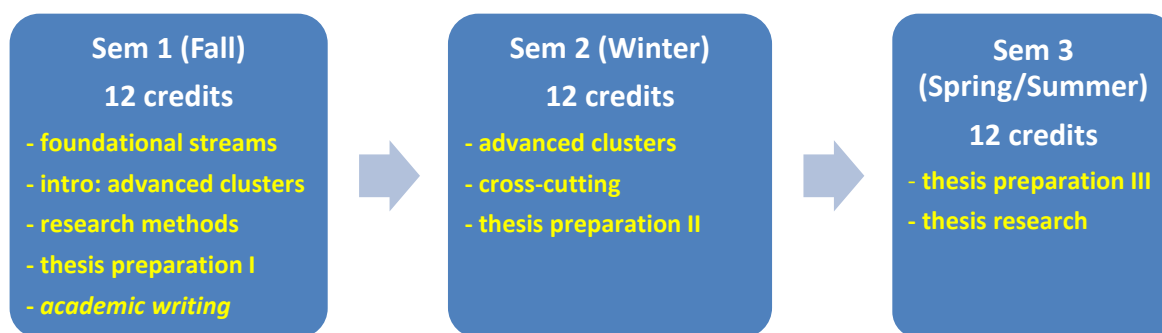 Sem 1 (Fall)
12 credits
- foundational streams
- intro: advanced clusters
- research methods
- thesis preparation I
- academic writing
Sem 2 (Winter)
12 credits
- advanced clusters
- cross-cutting
- thesis preparation II
Sem 3
(Spring/Summer)
12 credits
- thesis preparation III
- thesis research